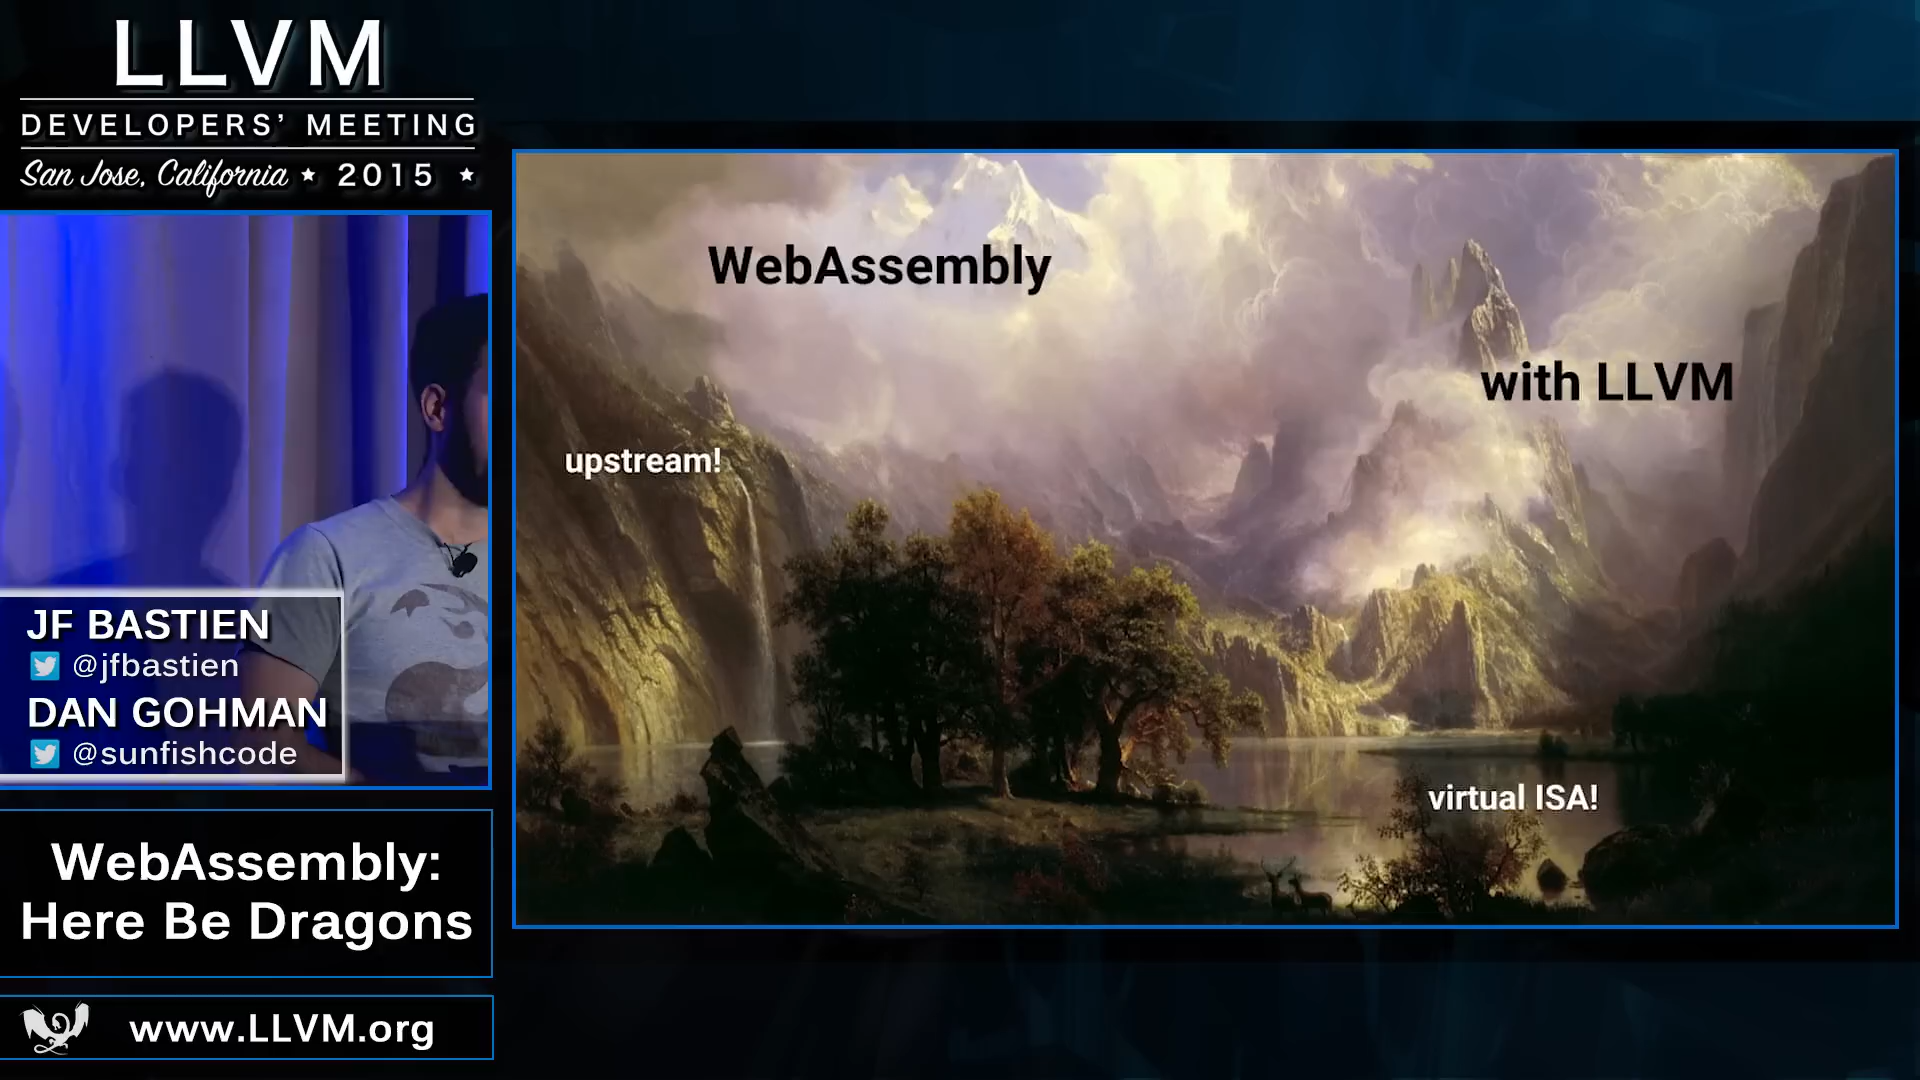 LLVM
DEVELOPERS' MEETING
San Jose, California ★ 2015 ★
JF BASTIEN
@jfbastien
DAN GOHMAN
@sunfishcode
WebAssembly:
Here Be Dragons
www.LLVM.org
WebAssembly
with LLVM
upstream!
virtual ISA!